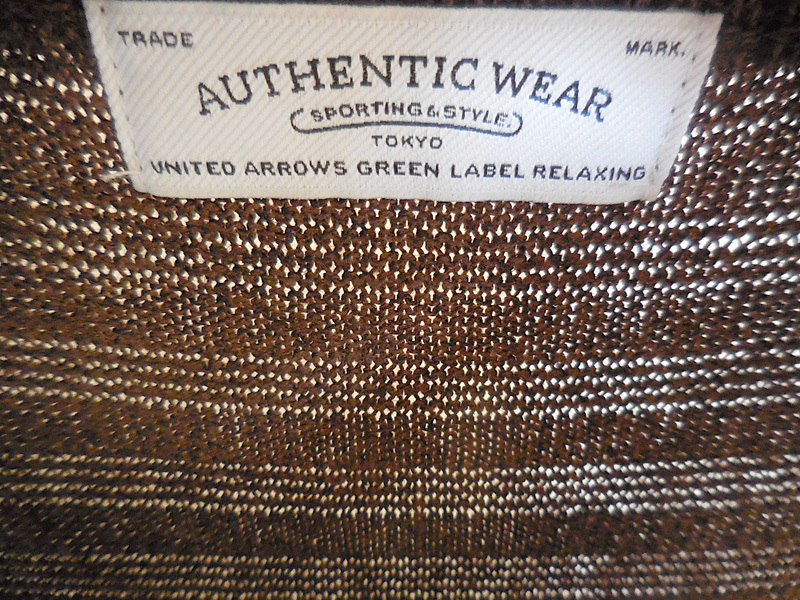 TRADE MARK.
AUTHENTIC WEAR
SPORTING & STYLE.
TOKYO
UNITED ARROWS GREEN LABEL RELAXING